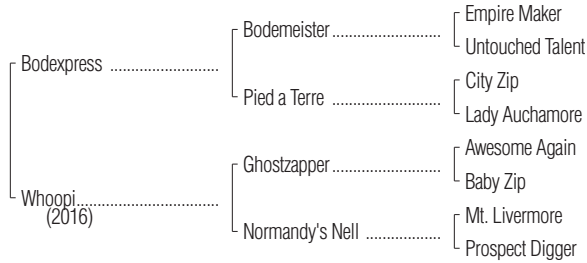 Empire Maker
Bodemeister ......................
Untouched Talent
Bodexpress ..............................
City Zip
Pied a Terre .......................
Lady Auchamore
Awesome Again
Ghostzapper.......................
Baby Zip
Whoopi........................................
(2016)
Mt. Livermore
Normandy's Nell ................
Prospect Digger